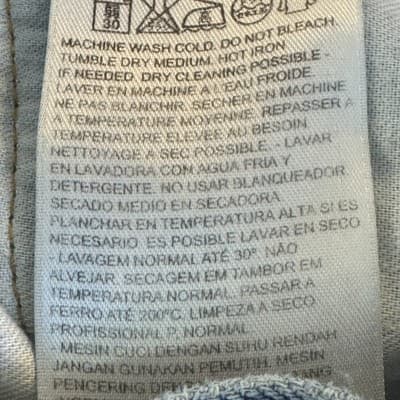 MACHINE WASH COLD. DO NOT BLEACH.
TUMBLE DRY MEDIUM. HOT IRON
IF NEEDED. DRY CLEANING POSSIBLE -
LAVER EN MACHINE A L'EAU FROIDE.
NE PAS BLANCHIR. SECHER EN MACHINE
A TEMPERATURE MOYENNE. REPASSER A
TEMPERATURE ELEVEE AU BESOIN
NETTOYAGE A SEC POSSIBLE. - LAVAR
EN LAVADORA CON AGUA FRIA Y
DETERGENTE. NO USAR BLANQUEADOR.
SECADO MEDIO EN SECADORA.
PLANCHAR EN TEMPERATURA ALTA SI ES
NECESARIO. ES POSIBLE LAVAR EN SECO
- LAVAGEM NORMAL ATÉ 30º. NÃO
ALVEJAR. SECAGEM EM TAMBOR EM
TEMPERATURA NORMAL. PASSAR A
FERRO ATÉ 200ºC. LIMPEZA A SECO
PROFISSIONAL P. NORMAL
- MESIN CUCI DENGAN SUHU RENDAH
JANGAN GUNAKAN PEMUTIH. MESIN
PENGERING